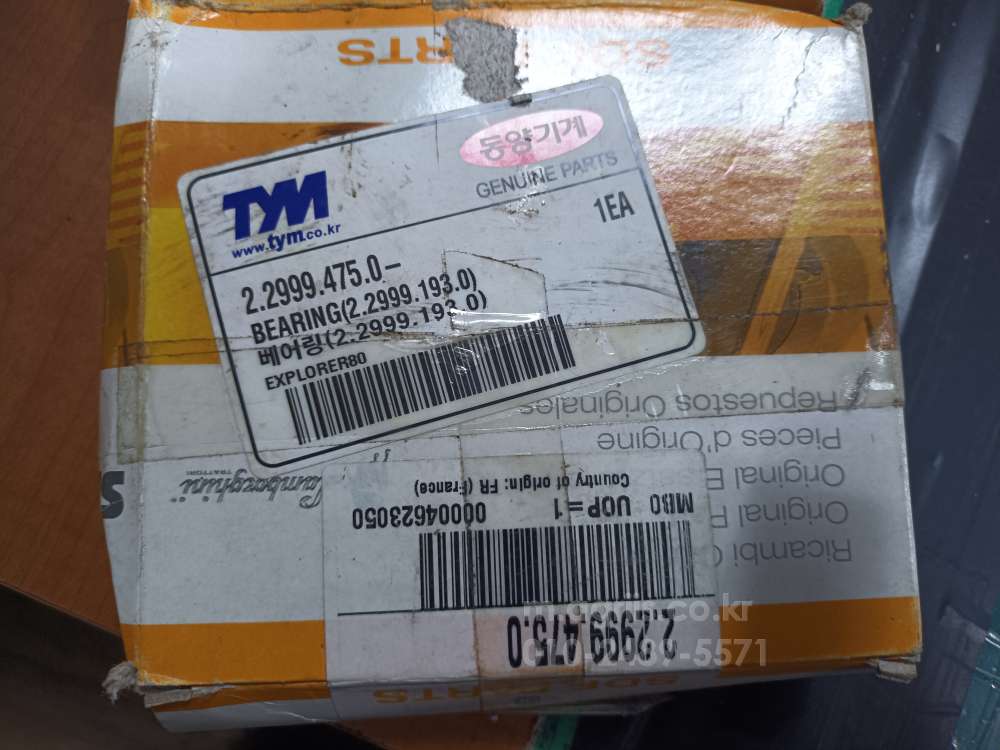 동양기계
GENUINE PARTS
TYM
www.tym.co.kr
1EA
2.2999.475.0-
BEARING(2.2999.193.0)
베어링(2.2999.193.0)
EXPLORER80
2.2999.475.0
MB0 UOP=1 00004623050
Country of origin: FR (France)
Ricambi
Original
Original
Pieces d'Origine
Repuestos Originales
Lamborghini
TRATTORI